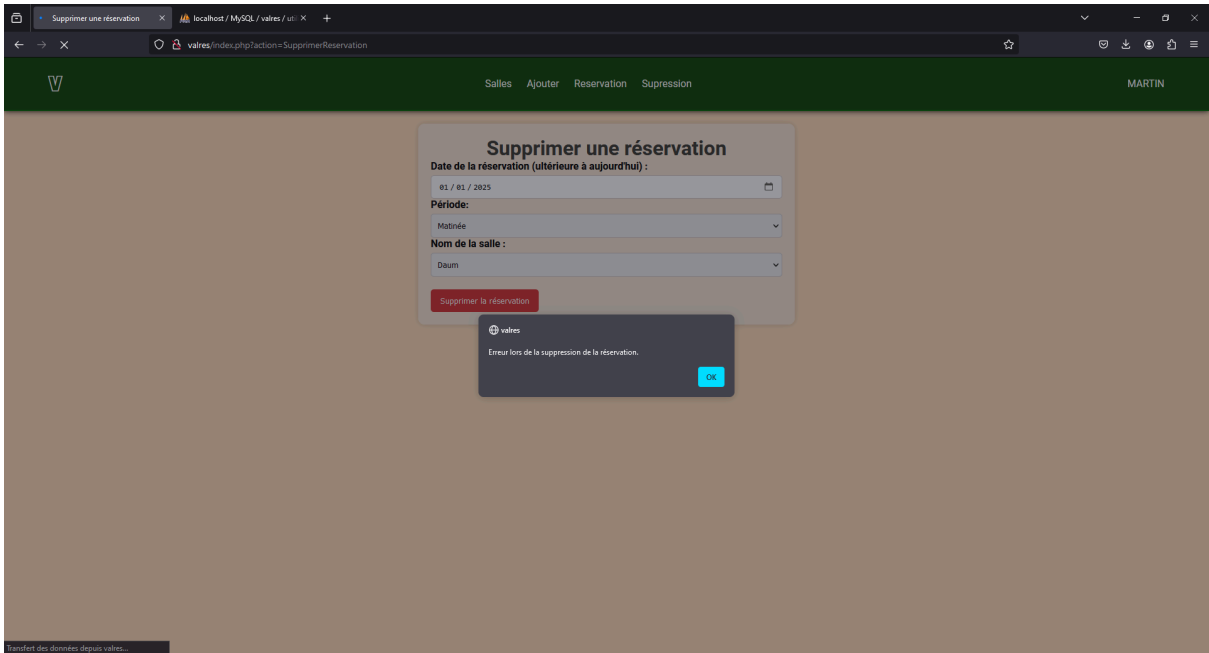 Supprimer une réservation
localhost / MySQL / valres / uti
valres/index.php?action=SupprimerReservation
V
Salles Ajouter Reservation Supression
MARTIN
Supprimer une réservation
Date de la réservation (ultérieure à aujourd'hui) :
01 / 01 / 2025
Période:
Matinée
Nom de la salle :
Daum
Supprimer la réservation
valres
Erreur lors de la suppression de la réservation.
OK
Transfert des données depuis valres...